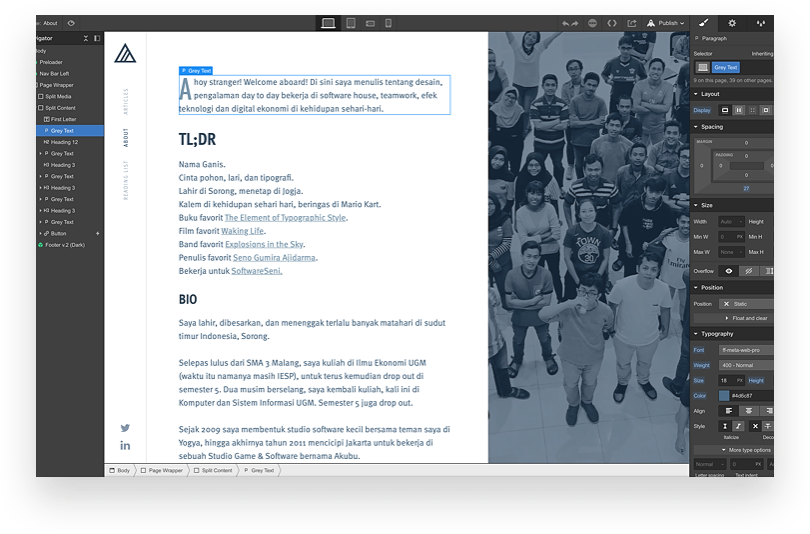 About
Publish
Navigator
Body
Preloader
Nav Bar Left
Page Wrapper
Split Media
Split Content
First Letter
Grey Text
Heading 12
Grey Text
Heading 3
Grey Text
Heading 3
Grey Text
Heading 3
Grey Text
Button
Footer v.2 (Dark)
ARTICLES
ABOUT
READING LIST
Grey Text
Ahoy stranger! Welcome aboard! Di sini saya menulis tentang desain,
pengalaman day to day bekerja di software house, teamwork, efek
teknologi dan digital ekonomi di kehidupan sehari-hari.
TL;DR
Nama Ganis.
Cinta pohon, lari, dan tipografi.
Lahir di Sorong, menetap di Jogja.
Kalem di kehidupan sehari hari, beringas di Mario Kart.
Buku favorit The Element of Typographic Style.
Film favorit Waking Life.
Band favorit Explosions in the Sky.
Penulis favorit Seno Gumira Ajidarma.
Bekerja untuk SoftwareSeni.
BIO
Saya lahir, dibesarkan, dan menenggak terlalu banyak matahari di sudut
timur Indonesia, Sorong.
Selepas lulus dari SMA 3 Malang, saya kuliah di Ilmu Ekonomi UGM
(waktu itu namanya masih IESP), untuk terus kemudian drop out di
semester 5. Dua musim berselang, saya kembali kuliah, kali ini di
Komputer dan Sistem Informasi UGM. Semester 5 juga drop out.
Sejak 2009 saya membentuk studio software kecil bersama teman saya di
Yogya, hingga akhirnya tahun 2011 mencicipi Jakarta untuk bekerja di
sebuah Studio Game & Software bernama Akubu.
Body
Page Wrapper
Split Content
P Grey Text
TOWN
30
P Paragraph
Selector
Inheriting
Grey Text
9 on this page, 39 on other pages.
Layout
Display
Spacing
MARGIN
0
PADDING
0
0
0
0
0
0
27
Size
Width Auto - Height
Min W 0 PX Min H
Max W None - Max H
Overflow
Position
Position Static
Float and clear
Typography
Font ff-meta-web-pro
Weight 400 - Normal
Size 18 PX Height
Color #4d6c87
Align
Style
Italicize Deco
More type options
Normal 0 PX
Letter spacing Text indent